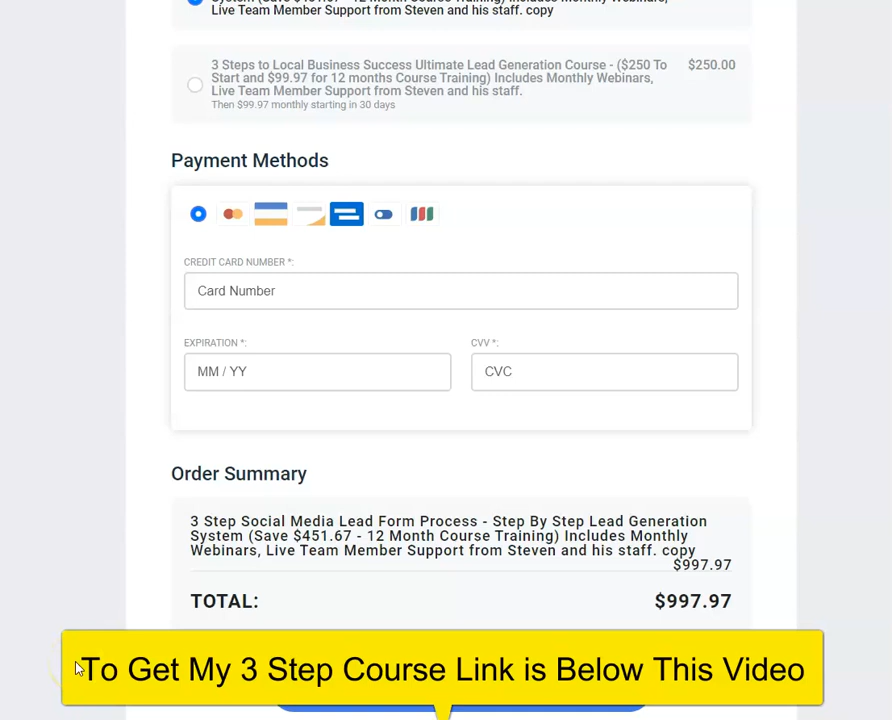 System (Save $451.67 - 12 Month Course Training) Includes Monthly Webinars,
Live Team Member Support from Steven and his staff. copy
3 Steps to Local Business Success Ultimate Lead Generation Course - ($250 To $250.00
Start and $99.97 for 12 months Course Training) Includes Monthly Webinars,
Live Team Member Support from Steven and his staff.
Then $99.97 monthly starting in 30 days
Payment Methods
CREDIT CARD NUMBER *:
Card Number
EXPIRATION *: CVV *:
MM / YY CVC
Order Summary
3 Step Social Media Lead Form Process - Step By Step Lead Generation
System (Save $451.67 - 12 Month Course Training) Includes Monthly
Webinars, Live Team Member Support from Steven and his staff. copy
$997.97
TOTAL: $997.97
To Get My 3 Step Course Link is Below This Video